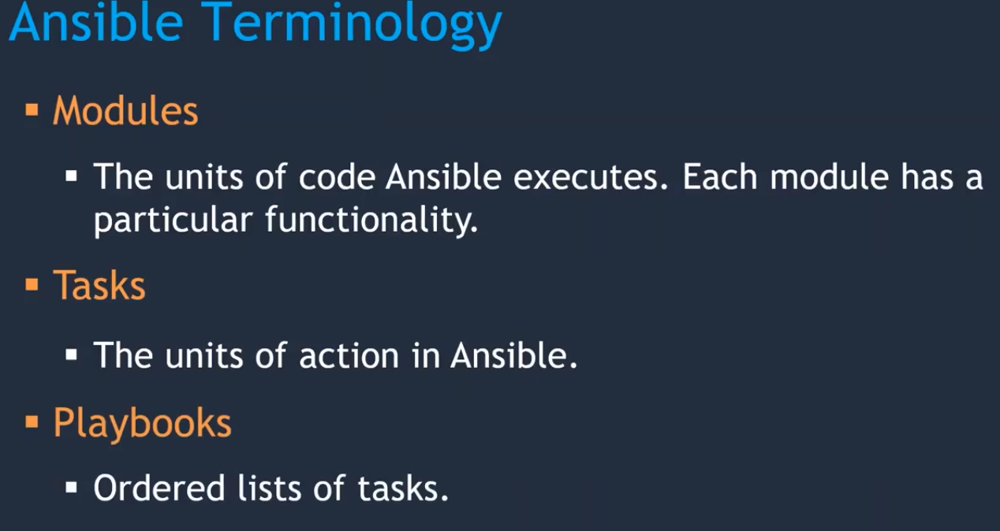 Ansible Terminology
▪ Modules
▪ The units of code Ansible executes. Each module has a
particular functionality.
▪ Tasks
▪ The units of action in Ansible.
▪ Playbooks
▪ Ordered lists of tasks.